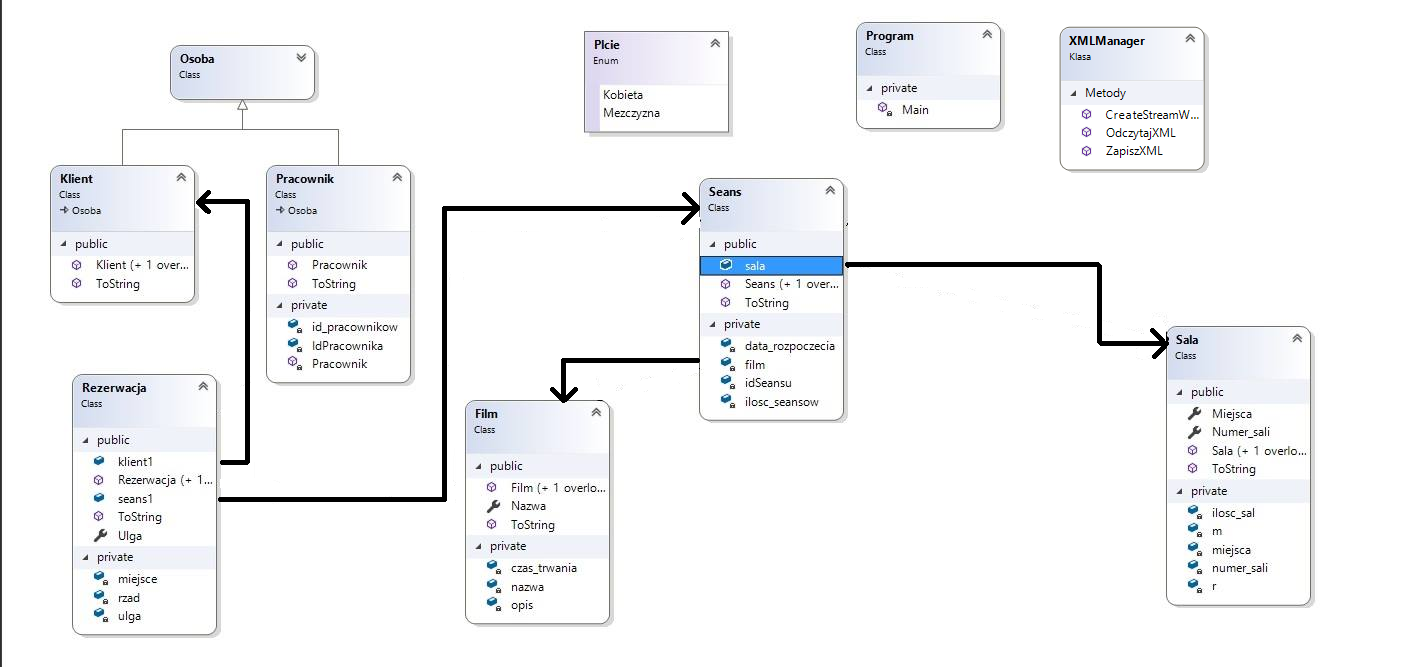 Osoba
Class
Plcie
Enum
Kobieta
Mezczyzna
Program
Class
private
Main
XMLManager
Klasa
Metody
CreateStreamW...
OdczytajXML
ZapiszXML
Klient
Class
Osoba
public
Klient (+ 1 over...
ToString
Pracownik
Class
Osoba
public
Pracownik
ToString
private
id_pracownikow
IdPracownika
Pracownik
Seans
Class
public
sala
Seans (+ 1 over...
ToString
private
data_rozpoczecia
film
idSeansu
ilosc_seansow
Rezerwacja
Class
public
klient1
Rezerwacja (+ 1...
seans1
ToString
Ulga
private
miejsce
rzad
ulga
Film
Class
public
Film (+ 1 overlo...
Nazwa
ToString
private
czas_trwania
nazwa
opis
Sala
Class
public
Miejsca
Numer_sali
Sala (+ 1 overlo...
ToString
private
ilosc_sal
m
miejsca
numer_sali
r